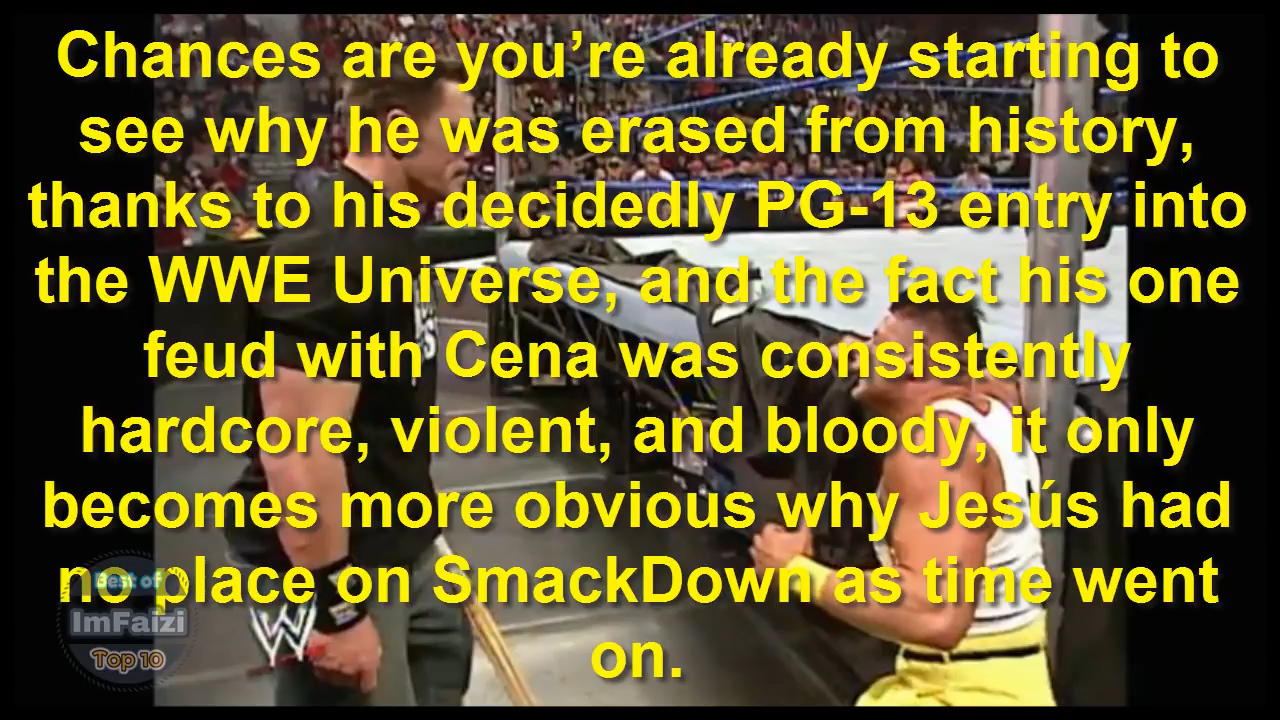 Chances are you’re already starting to
see why he was erased from history,
thanks to his decidedly PG-13 entry into
the WWE Universe, and the fact his one
feud with Cena was consistently
hardcore, violent, and bloody, it only
becomes more obvious why Jesús had
no place on SmackDown as time went
on.
Best of
ImFaizi
Top 10
W